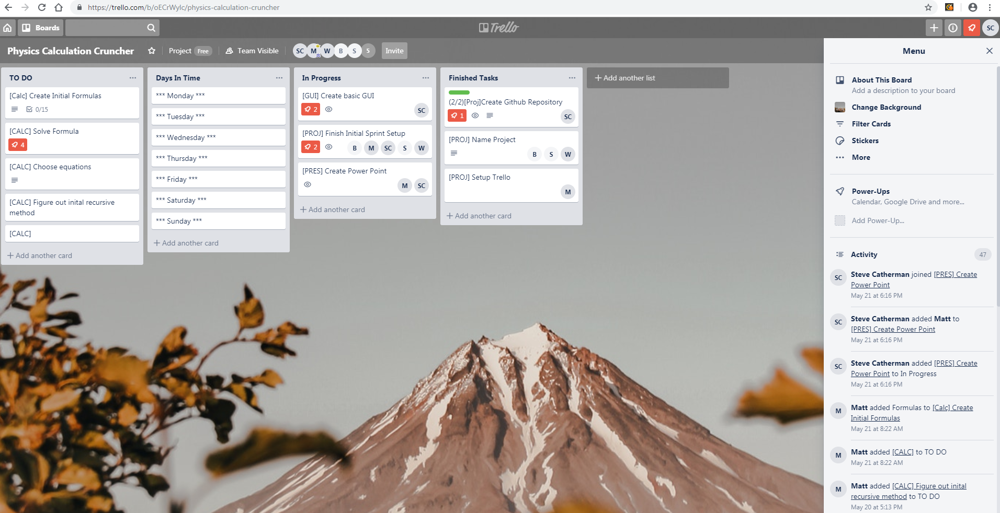 https://trello.com/b/oECrWylc/physics-calculation-cruncher
Boards
Trello
SC
Physics Calculation Cruncher
Project Free
Team Visible
SC M W B S 5
Invite
TO DO
[Calc] Create Initial Formulas
0/15
[CALC] Solve Formula
4
[CALC] Choose equations
[CALC] Figure out inital recursive
method
[CALC]
+ Add another card
Days In Time
*** Monday ***
*** Tuesday ***
*** Wednesday ***
*** Thursday ***
*** Friday ***
*** Saturday ***
*** Sunday ***
+ Add another card
In Progress
[GUI] Create basic GUI
2
SC
[PROJ] Finish Initial Sprint Setup
2
B M SC S W
[PRES] Create Power Point
M SC
+ Add another card
Finished Tasks
(2/2)[Proj]Create Github Repository
1
SC
[PROJ] Name Project
B S W
[PROJ] Setup Trello
M
+ Add another card
+ Add another list
Menu
About This Board
Add a description to your board
Change Background
Filter Cards
Stickers
More
Power-Ups
Calendar, Google Drive and more...
Add Power-Up...
Activity 47
SC Steve Catherman joined [PRES] Create
Power Point
May 21 at 6:16 PM
SC Steve Catherman added Matt to
[PRES] Create Power Point
May 21 at 6:16 PM
SC Steve Catherman added [PRES] Create
Power Point to In Progress
May 21 at 6:16 PM
M Matt added Formulas to [Calc] Create
Initial Formulas
May 21 at 8:22 AM
M Matt added [CALC] to TO DO
May 21 at 8:22 AM
M Matt added [CALC] Figure out inital
recursive method to TO DO
May 20 at 5:13 PM